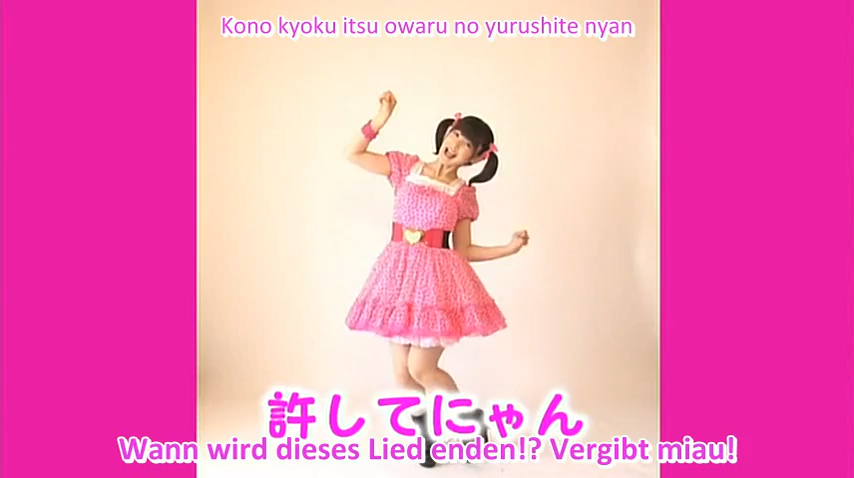 Kono kyoku itsu owaru no yurushite nyan
許してにゃん
Wann wird dieses Lied enden!? Vergibt miau!